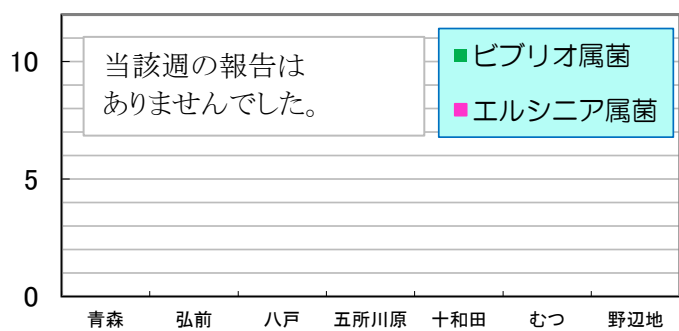 10
5
0
当該週の報告は
ありませんでした。
ビブリオ属菌
エルシニア属菌
青森 弘前 八戸 五所川原 十和田 むつ 野辺地